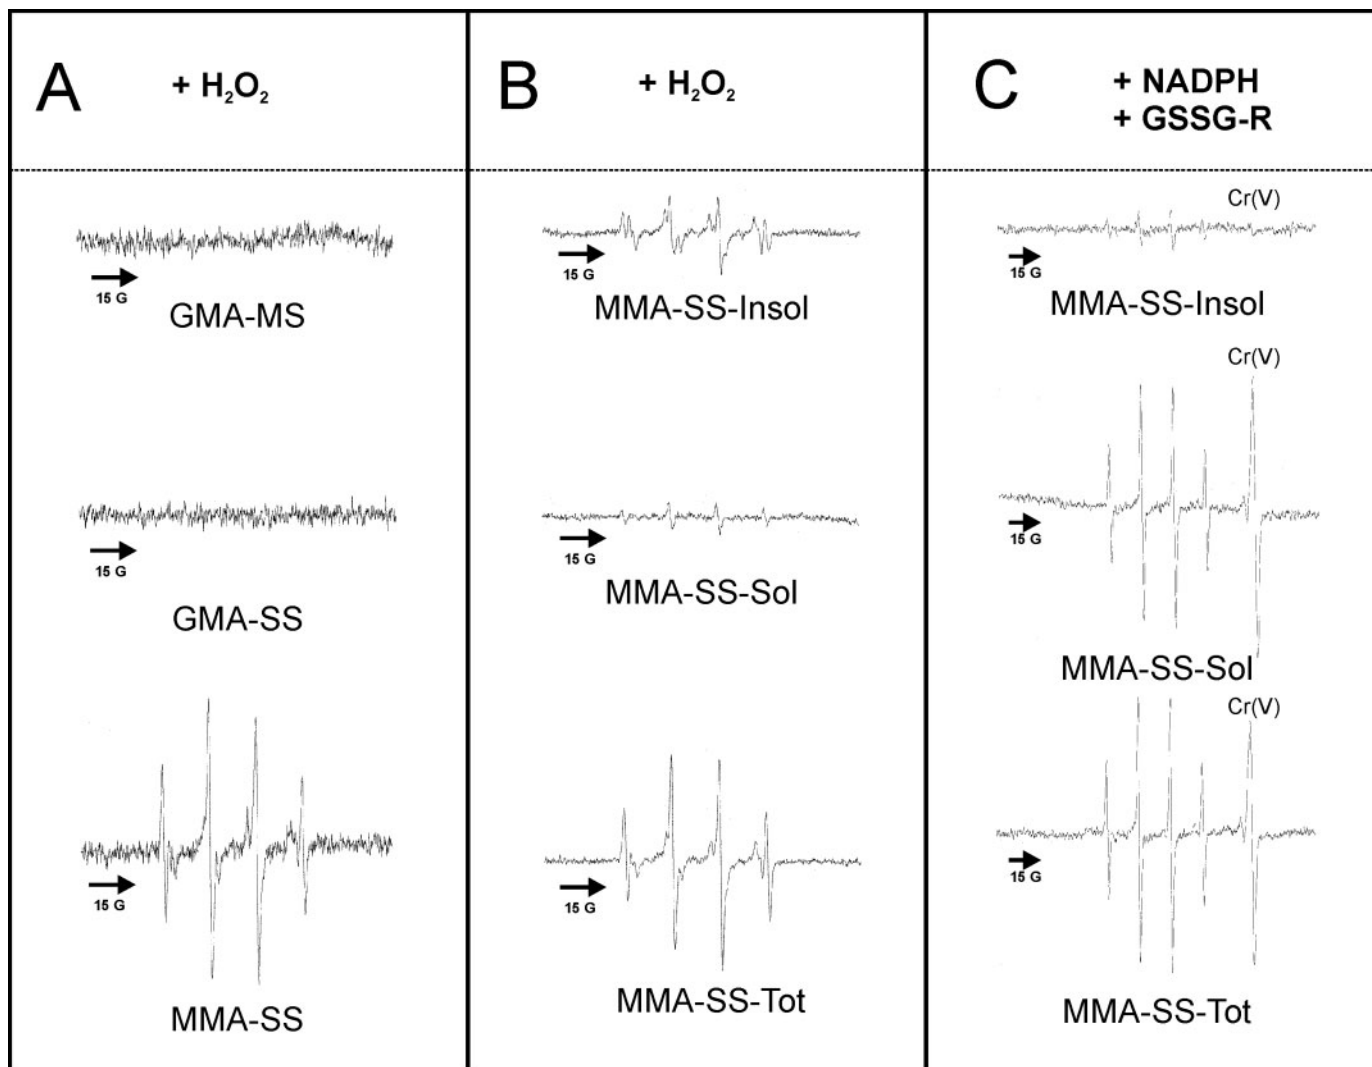 A
+ H₂O₂
15 G
GMA-MS
15 G
GMA-SS
15 G
MMA-SS
B
+ H₂O₂
15 G
MMA-SS-Insol
15 G
MMA-SS-Sol
15 G
MMA-SS-Tot
C
+ NADPH
+ GSSG-R
Cr(V)
15 G
MMA-SS-Insol
Cr(V)
15 G
MMA-SS-Sol
Cr(V)
15 G
MMA-SS-Tot